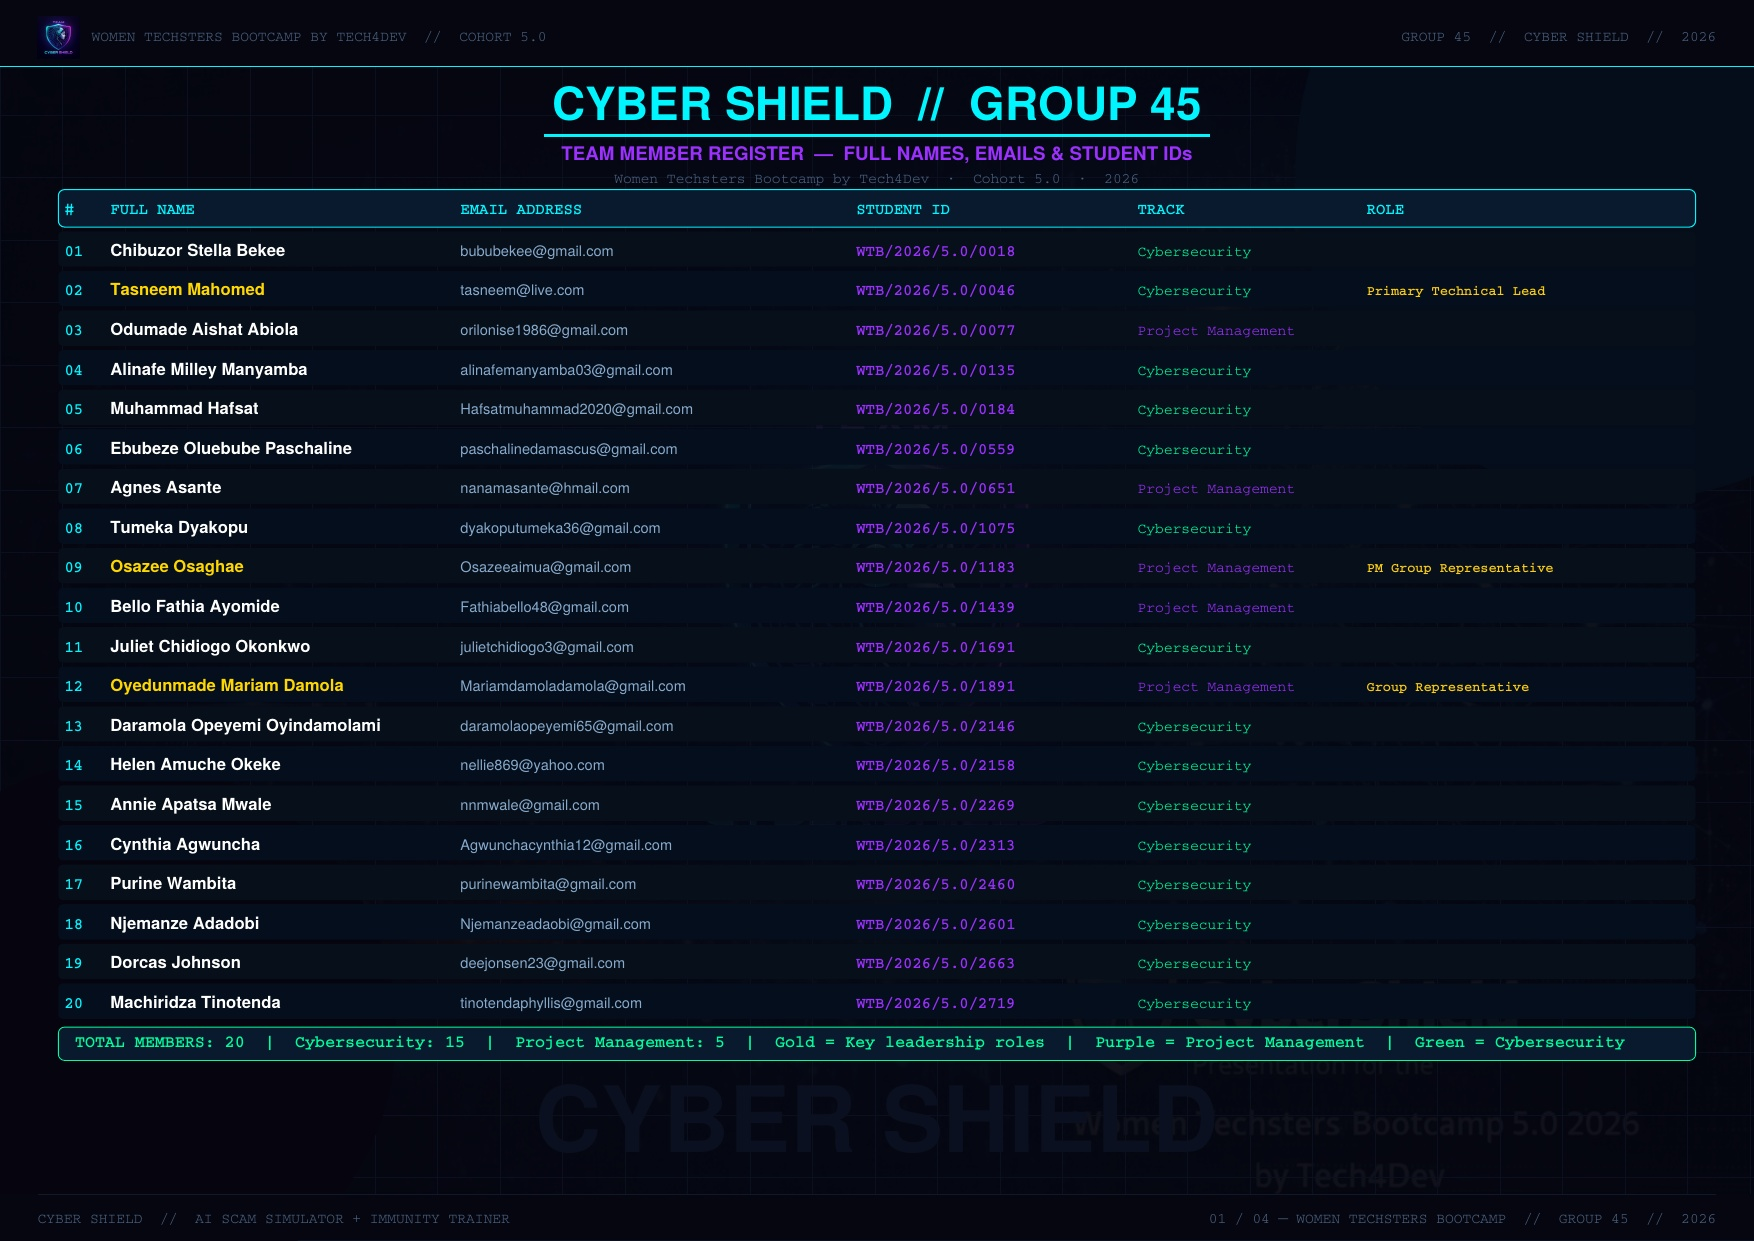 WOMEN TECHSTERS BOOTCAMP BY TECH4DEV // COHORT 5.0 GROUP 45 // CYBER SHIELD // 2026
CYBER SHIELD // GROUP 45
TEAM MEMBER REGISTER — FULL NAMES, EMAILS & STUDENT IDs
Women Techsters Bootcamp by Tech4Dev · Cohort 5.0 · 2026
# FULL NAME EMAIL ADDRESS STUDENT ID TRACK ROLE
01 Chibuzor Stella Bekee bububekee@gmail.com WTB/2026/5.0/0018 Cybersecurity
02 Tasneem Mahomed tasneem@live.com WTB/2026/5.0/0046 Cybersecurity Primary Technical Lead
03 Odumade Aishat Abiola orilonise1986@gmail.com WTB/2026/5.0/0077 Project Management
04 Alinafe Milley Manyamba alinafemanyamba03@gmail.com WTB/2026/5.0/0135 Cybersecurity
05 Muhammad Hafsat Hafsatmuhammad2020@gmail.com WTB/2026/5.0/0184 Cybersecurity
06 Ebubeze Oluebube Paschaline paschalinedamascus@gmail.com WTB/2026/5.0/0559 Cybersecurity
07 Agnes Asante nanamasante@hmail.com WTB/2026/5.0/0651 Project Management
08 Tumeka Dyakopu dyakoputumeka36@gmail.com WTB/2026/5.0/1075 Cybersecurity
09 Osazee Osaghae Osazeeaimua@gmail.com WTB/2026/5.0/1183 Project Management PM Group Representative
10 Bello Fathia Ayomide Fathiabello48@gmail.com WTB/2026/5.0/1439 Project Management
11 Juliet Chidiogo Okonkwo julietchidiogo3@gmail.com WTB/2026/5.0/1691 Cybersecurity
12 Oyedunmade Mariam Damola Mariamdamoladamola@gmail.com WTB/2026/5.0/1891 Project Management Group Representative
13 Daramola Opeyemi Oyindamolami daramolaopeyemi65@gmail.com WTB/2026/5.0/2146 Cybersecurity
14 Helen Amuche Okeke nellie869@yahoo.com WTB/2026/5.0/2158 Cybersecurity
15 Annie Apatsa Mwale nnmwale@gmail.com WTB/2026/5.0/2269 Cybersecurity
16 Cynthia Agwuncha Agwunchacynthia12@gmail.com WTB/2026/5.0/2313 Cybersecurity
17 Purine Wambita purinewambita@gmail.com WTB/2026/5.0/2460 Cybersecurity
18 Njemanze Adadobi Njemanzeadaobi@gmail.com WTB/2026/5.0/2601 Cybersecurity
19 Dorcas Johnson deejonsen23@gmail.com WTB/2026/5.0/2663 Cybersecurity
20 Machiridza Tinotenda tinotendaphyllis@gmail.com WTB/2026/5.0/2719 Cybersecurity
TOTAL MEMBERS: 20 | Cybersecurity: 15 | Project Management: 5 | Gold = Key leadership roles | Purple = Project Management | Green = Cybersecurity
Presentation for the
CYBER SHIELD
Women Techsters Bootcamp 5.0 2026
by Tech4Dev
CYBER SHIELD // AI SCAM SIMULATOR + IMMUNITY TRAINER 01 / 04 — WOMEN TECHSTERS BOOTCAMP // GROUP 45 // 2026